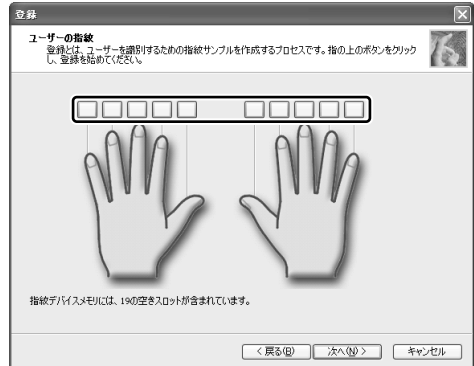 登録
ユーザーの指紋
登録とは、ユーザーを識別するための指紋サンプルを作成するプロセスです。指の上のボタンをクリック
し、登録を始めてください。
指紋デバイスメモリには、19の空きスロットが含まれています。
< 戻る(B)
次へ(N) >
キャンセル